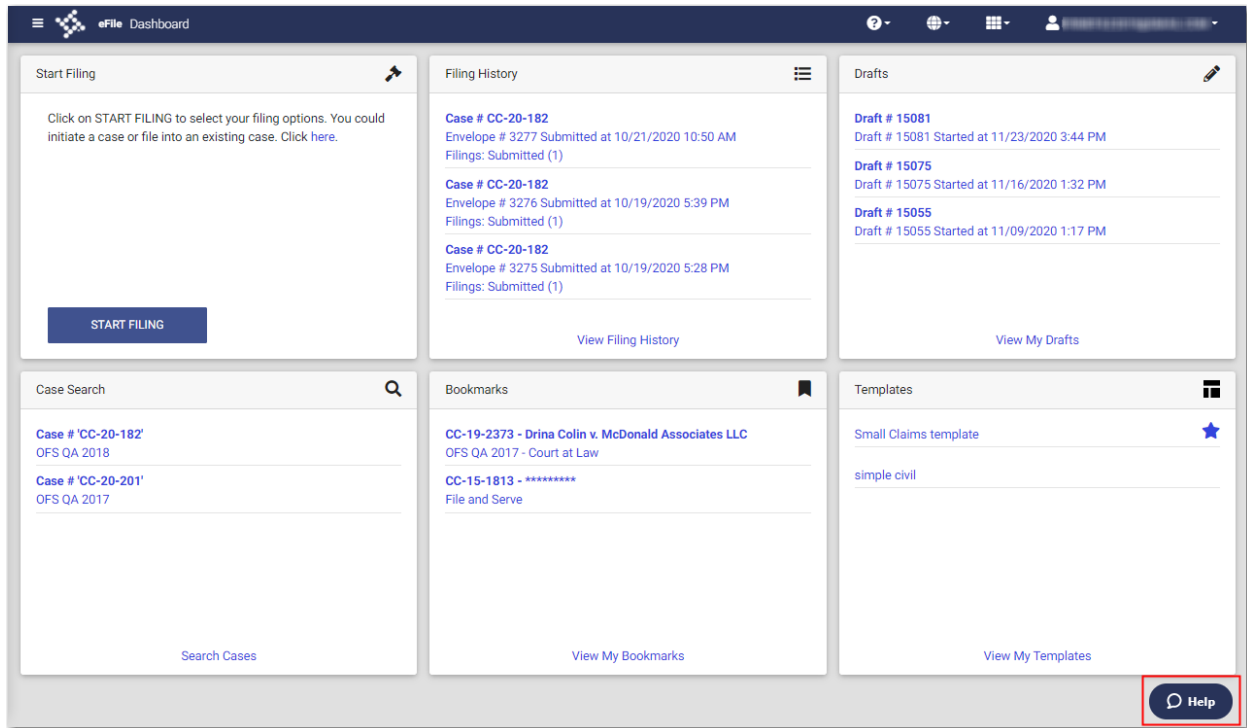 eFile Dashboard
Start Filing
Click on START FILING to select your filing options. You could
initiate a case or file into an existing case. Click here.
START FILING
Filing History
Case # CC-20-182
Envelope # 3277 Submitted at 10/21/2020 10:50 AM
Filings: Submitted (1)
Case # CC-20-182
Envelope # 3276 Submitted at 10/19/2020 5:39 PM
Filings: Submitted (1)
Case # CC-20-182
Envelope # 3275 Submitted at 10/19/2020 5:28 PM
Filings: Submitted (1)
View Filing History
Drafts
Draft # 15081
Draft # 15081 Started at 11/23/2020 3:44 PM
Draft # 15075
Draft # 15075 Started at 11/16/2020 1:32 PM
Draft # 15055
Draft # 15055 Started at 11/09/2020 1:17 PM
View My Drafts
Case Search
Case # 'CC-20-182'
OFS QA 2018
Case # 'CC-20-201'
OFS QA 2017
Search Cases
Bookmarks
CC-19-2373 - Drina Colin v. McDonald Associates LLC
OFS QA 2017 - Court at Law
CC-15-1813 - *********
File and Serve
View My Bookmarks
Templates
Small Claims template
simple civil
View My Templates
Help